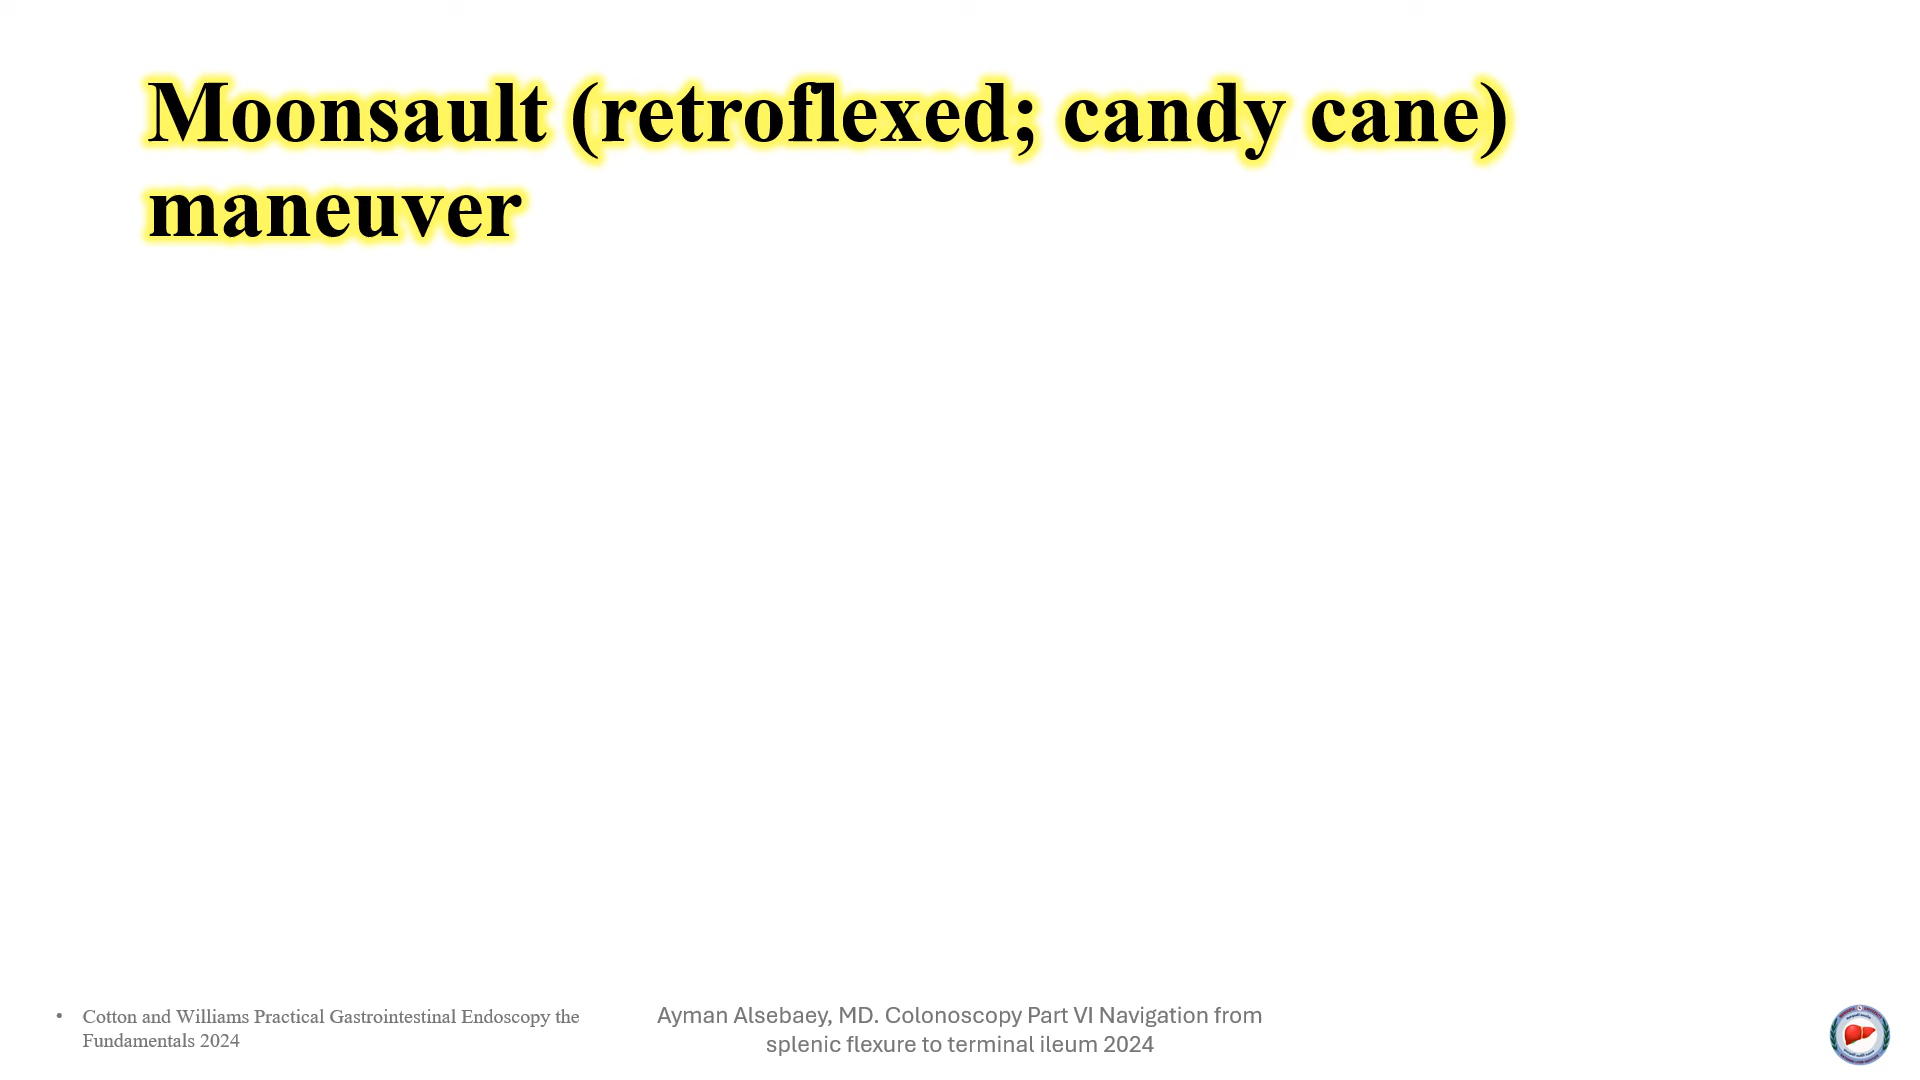 Moonsault (retroflexed; candy cane)
maneuver
• Cotton and Williams Practical Gastrointestinal Endoscopy the
Fundamentals 2024
Ayman Alsebaey, MD. Colonoscopy Part VI Navigation from
splenic flexure to terminal ileum 2024